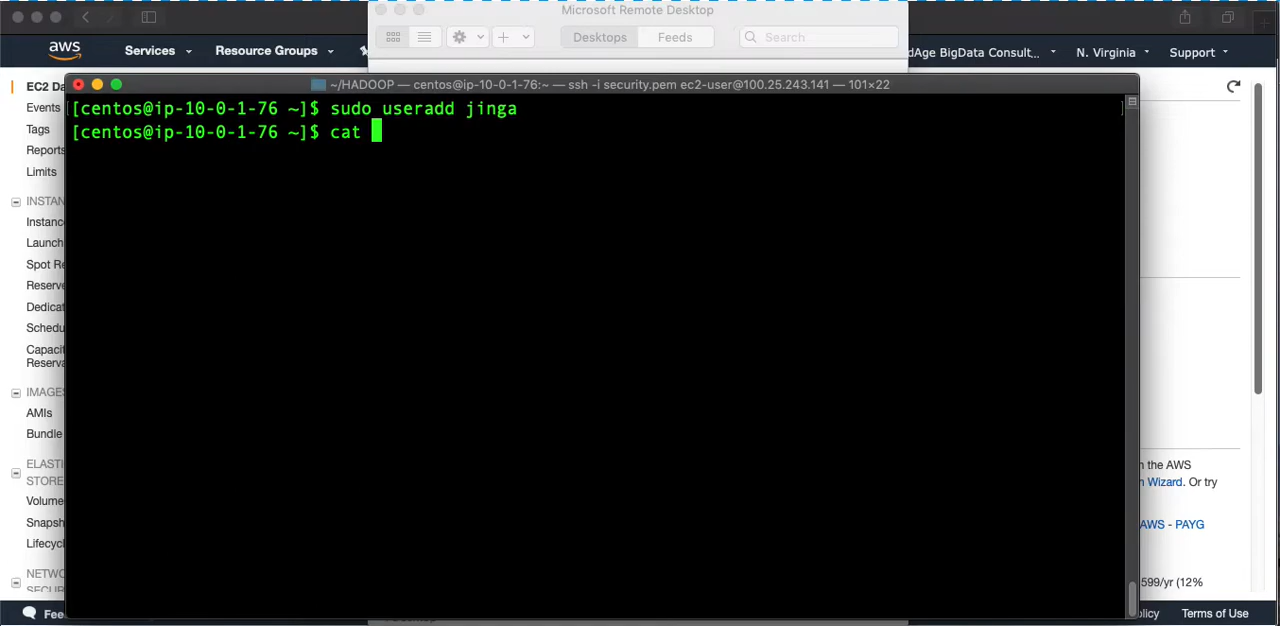 Microsoft Remote Desktop
Desktops
Feeds
Search
aws
Services
Resource Groups
dAge BigData Consult...
N. Virginia
Support
~/HADOOP — centos@ip-10-0-1-76:~ — ssh -i security.pem ec2-user@100.25.243.141 — 101×22
[[centos@ip-10-0-1-76 ~]$ sudo useradd jinga ]
[centos@ip-10-0-1-76 ~]$ cat
EC2 Da
Events
Tags
Reports
Limits
INSTAN
Instanc
Launch
Spot Re
Reserve
Dedicat
Schedu
Capacit
Reserva
IMAGES
AMIs
Bundle
ELASTI
STORE
Volume
Snapsh
Lifecycl
NETWO
SECUR
n the AWS
n Wizard. Or try
AWS - PAYG
599/yr (12%
Fee
olicy
Terms of Use